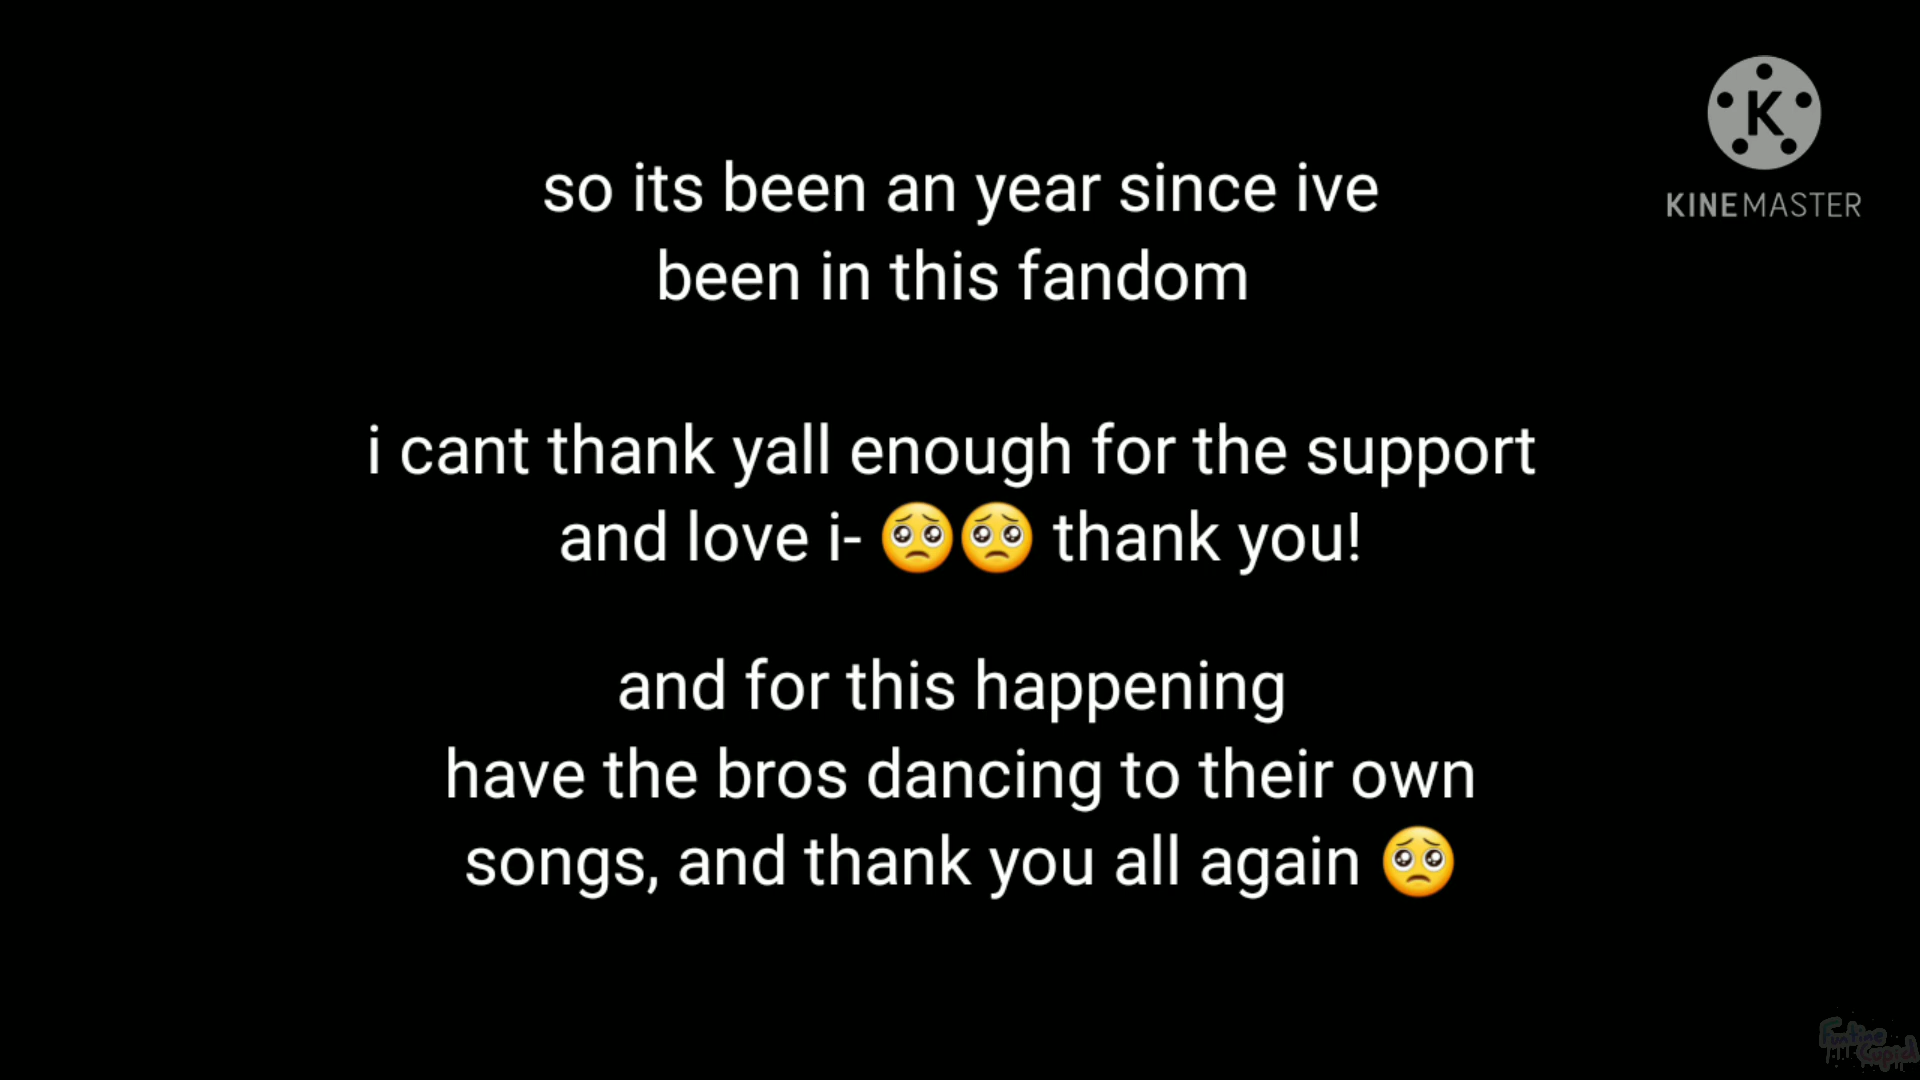 so its been an year since ive
been in this fandom
i cant thank yall enough for the support
and love i- 🥺🥺 thank you!
and for this happening
have the bros dancing to their own
songs, and thank you all again 🥺
K
KINEMASTER
Funtime
Cupid